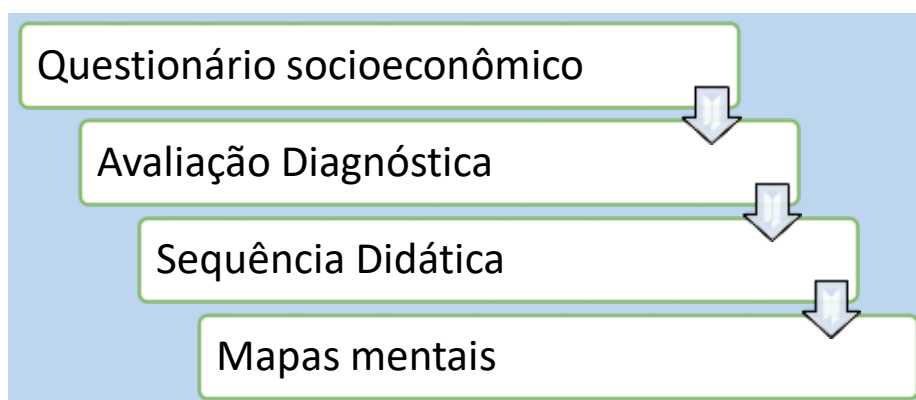 Questionário socioeconômico
Avaliação Diagnóstica
Sequência Didática
Mapas mentais